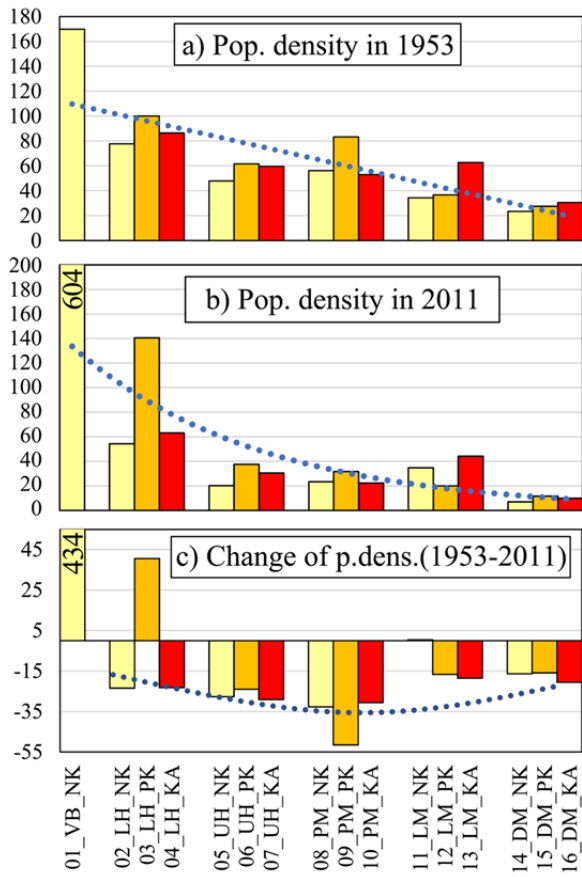 180
160
140
120
100
80
60
40
20
0
a) Pop. density in 1953
200
180
160
140
120
100
80
60
40
20
0
604
b) Pop. density in 2011
45
25
5
-15
-35
-55
434
c) Change of p.dens.(1953-2011)
01_VB_NK
02_LH_NK
03_LH_PK
04_LH_KA
05_UH_NK
06_UH_PK
07_UH_KA
08_PM_NK
09_PM_PK
10_PM_KA
11_LM_NK
12_LM_PK
13_LM_KA
14_DM_NK
15_DM_PK
16_DM_KA